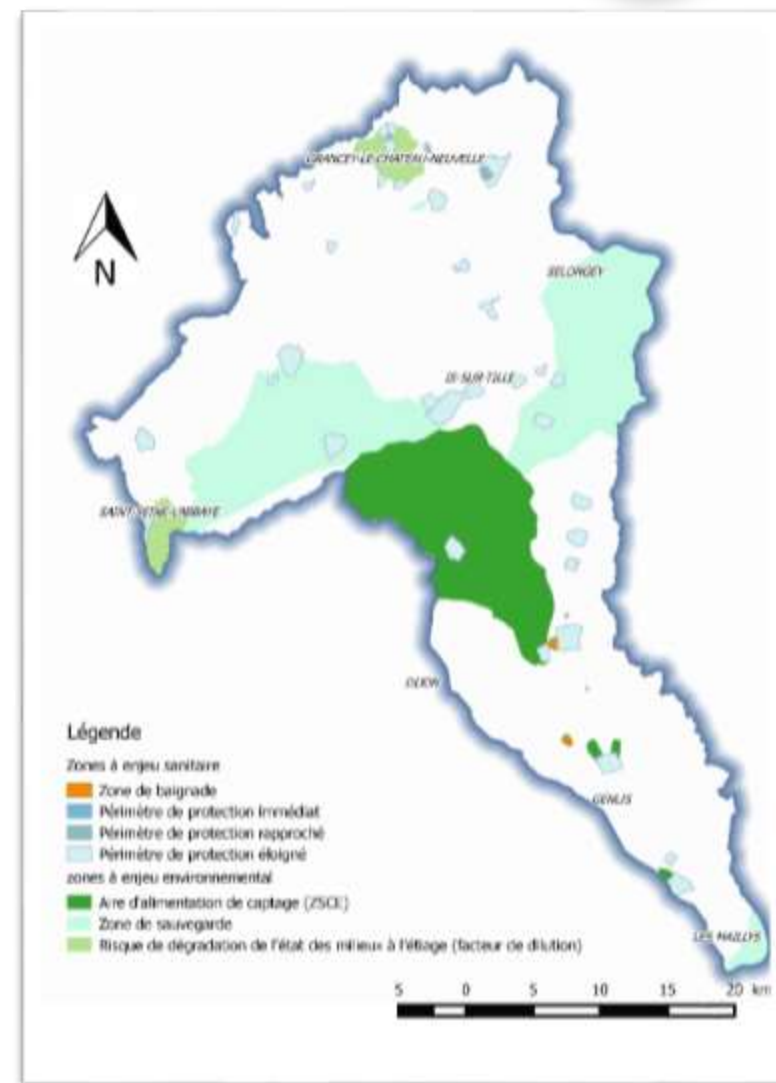 GRANCEY-LE-CHATEAU-NEUVELLE
N
SELONGEY
IS-SUR-TILLE
SAINT-SEINE-L'ABBAYE
DIJON
Légende
Zones à enjeu sanitaire
Zone de baignade
Périmètre de protection immédiat
Périmètre de protection rapproché
Périmètre de protection éloigné
zones à enjeu environnemental
Aire d'alimentation de captage (ZSCE)
Zone de sauvegarde
Risque de dégradation de l'état des milieux à l'étiage (facteur de dilution)
GENLIS
LES MAILLYS
5 0 5 10 15 20 km